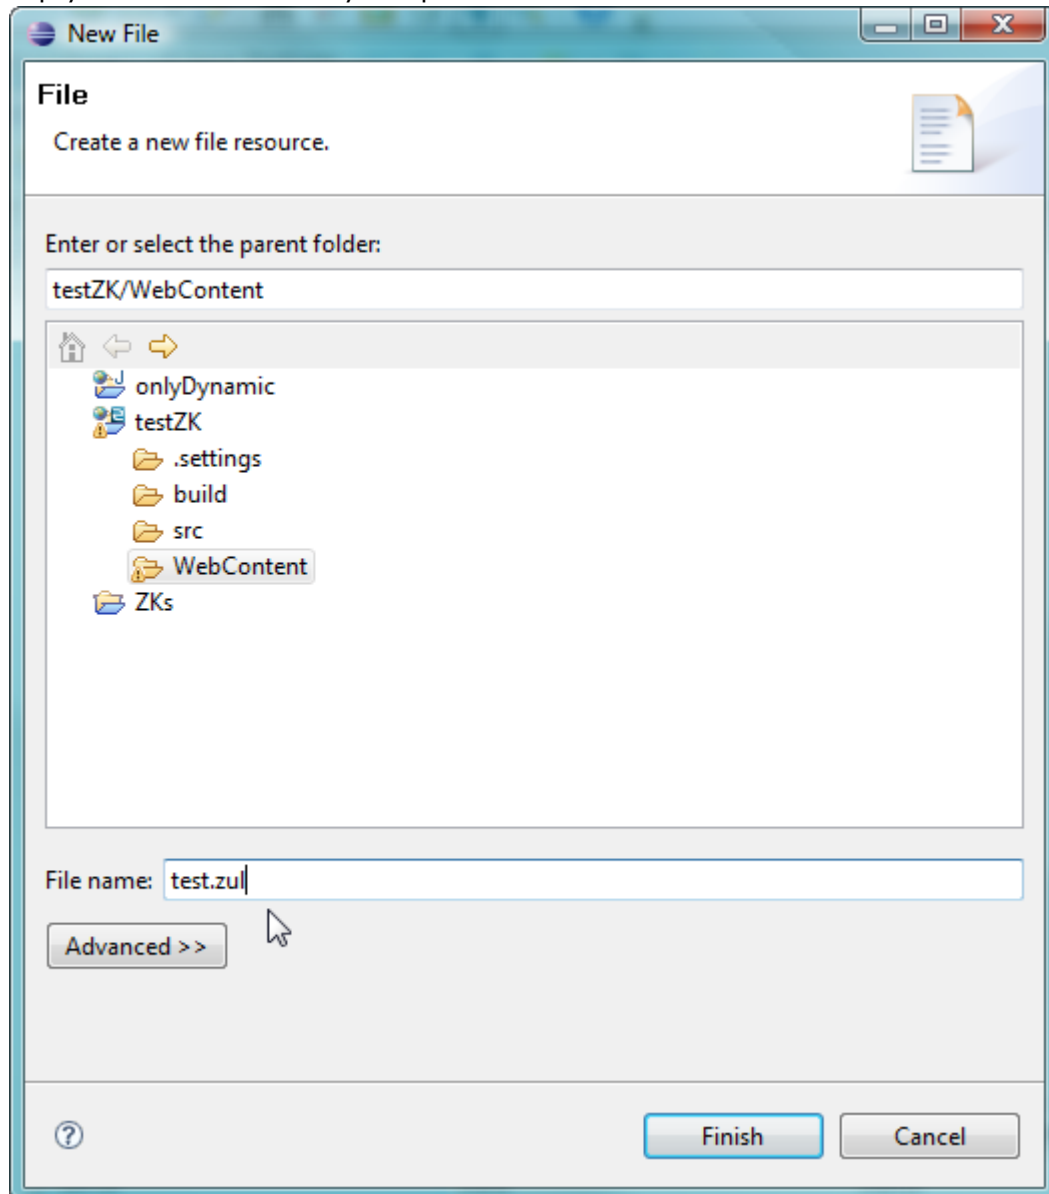 New File
File
Create a new file resource.
Enter or select the parent folder:
testZK/WebContent
onlyDynamic
testZK
.settings
build
src
WebContent
ZKs
File name: test.zul
Advanced >>
Finish Cancel